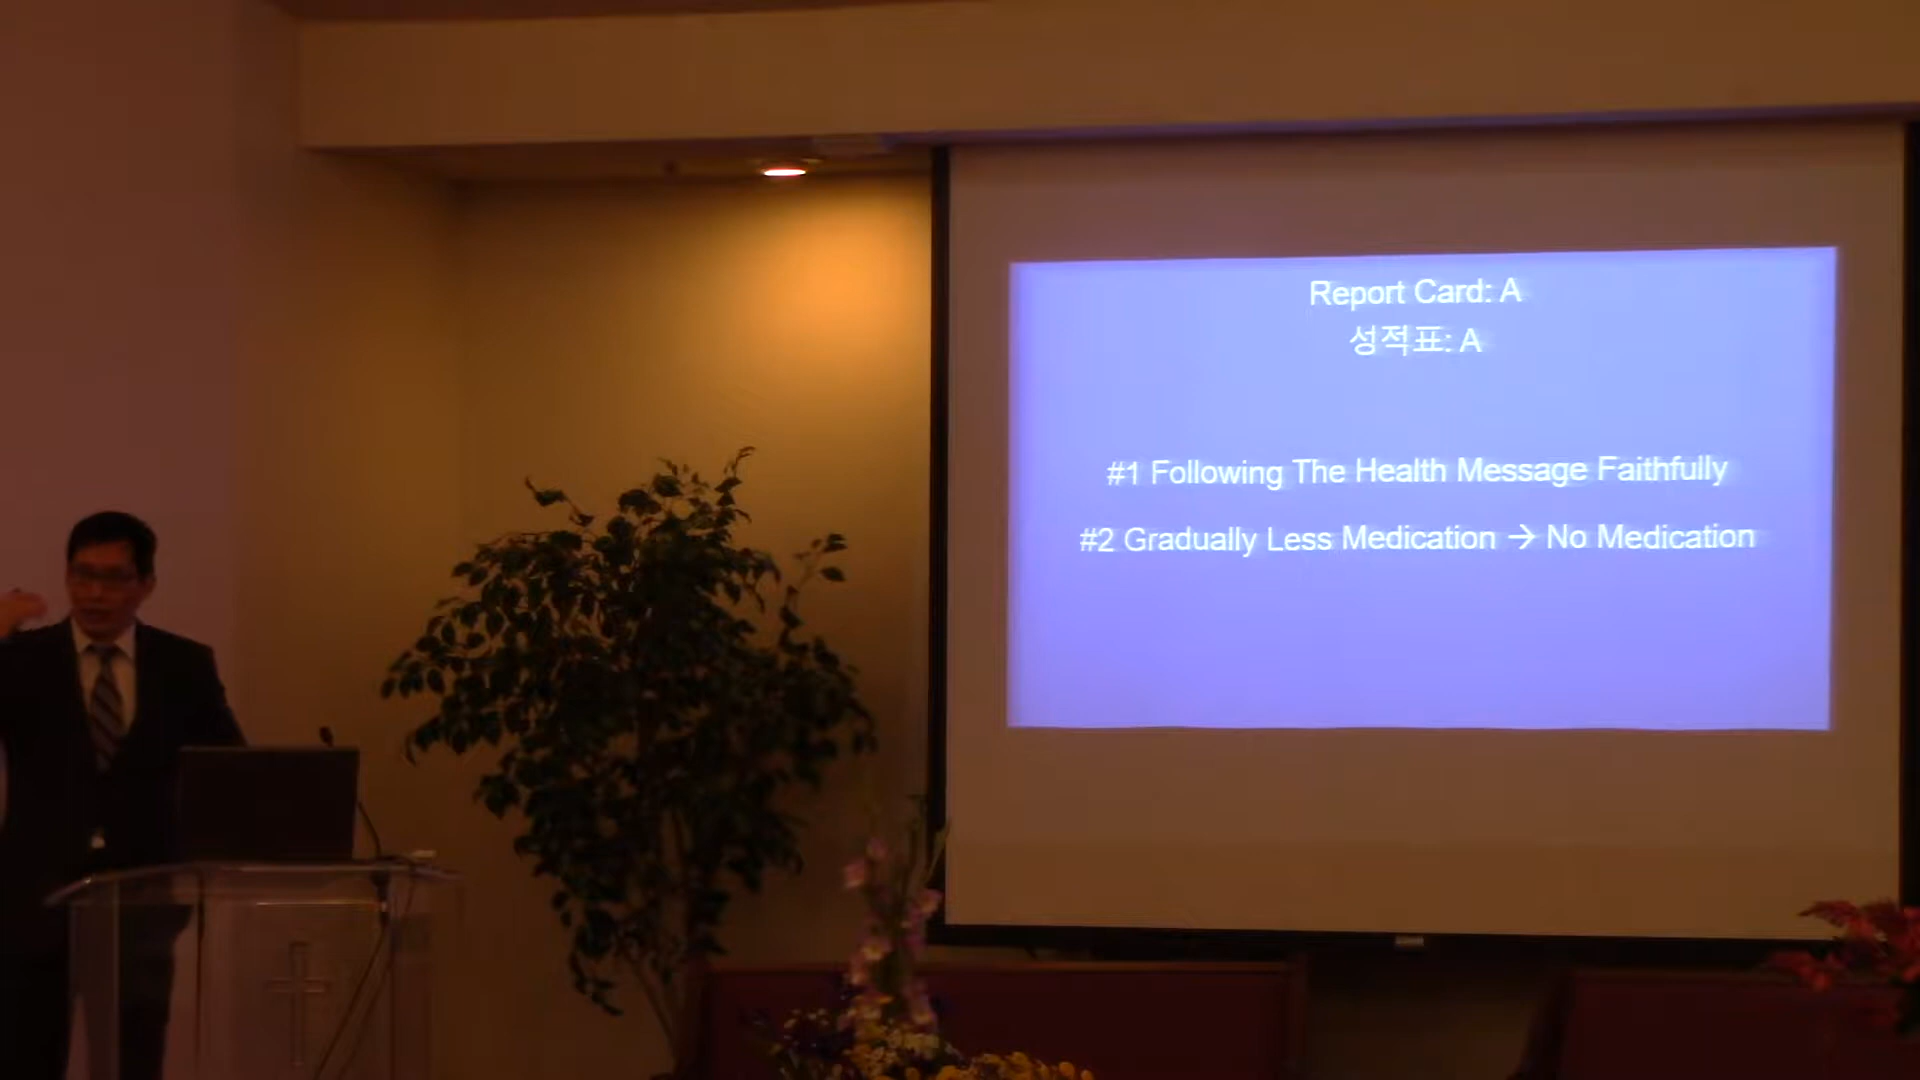 Report Card: A
성적표: A
#1 Following The Health Message Faithfully
#2 Gradually Less Medication → No Medication